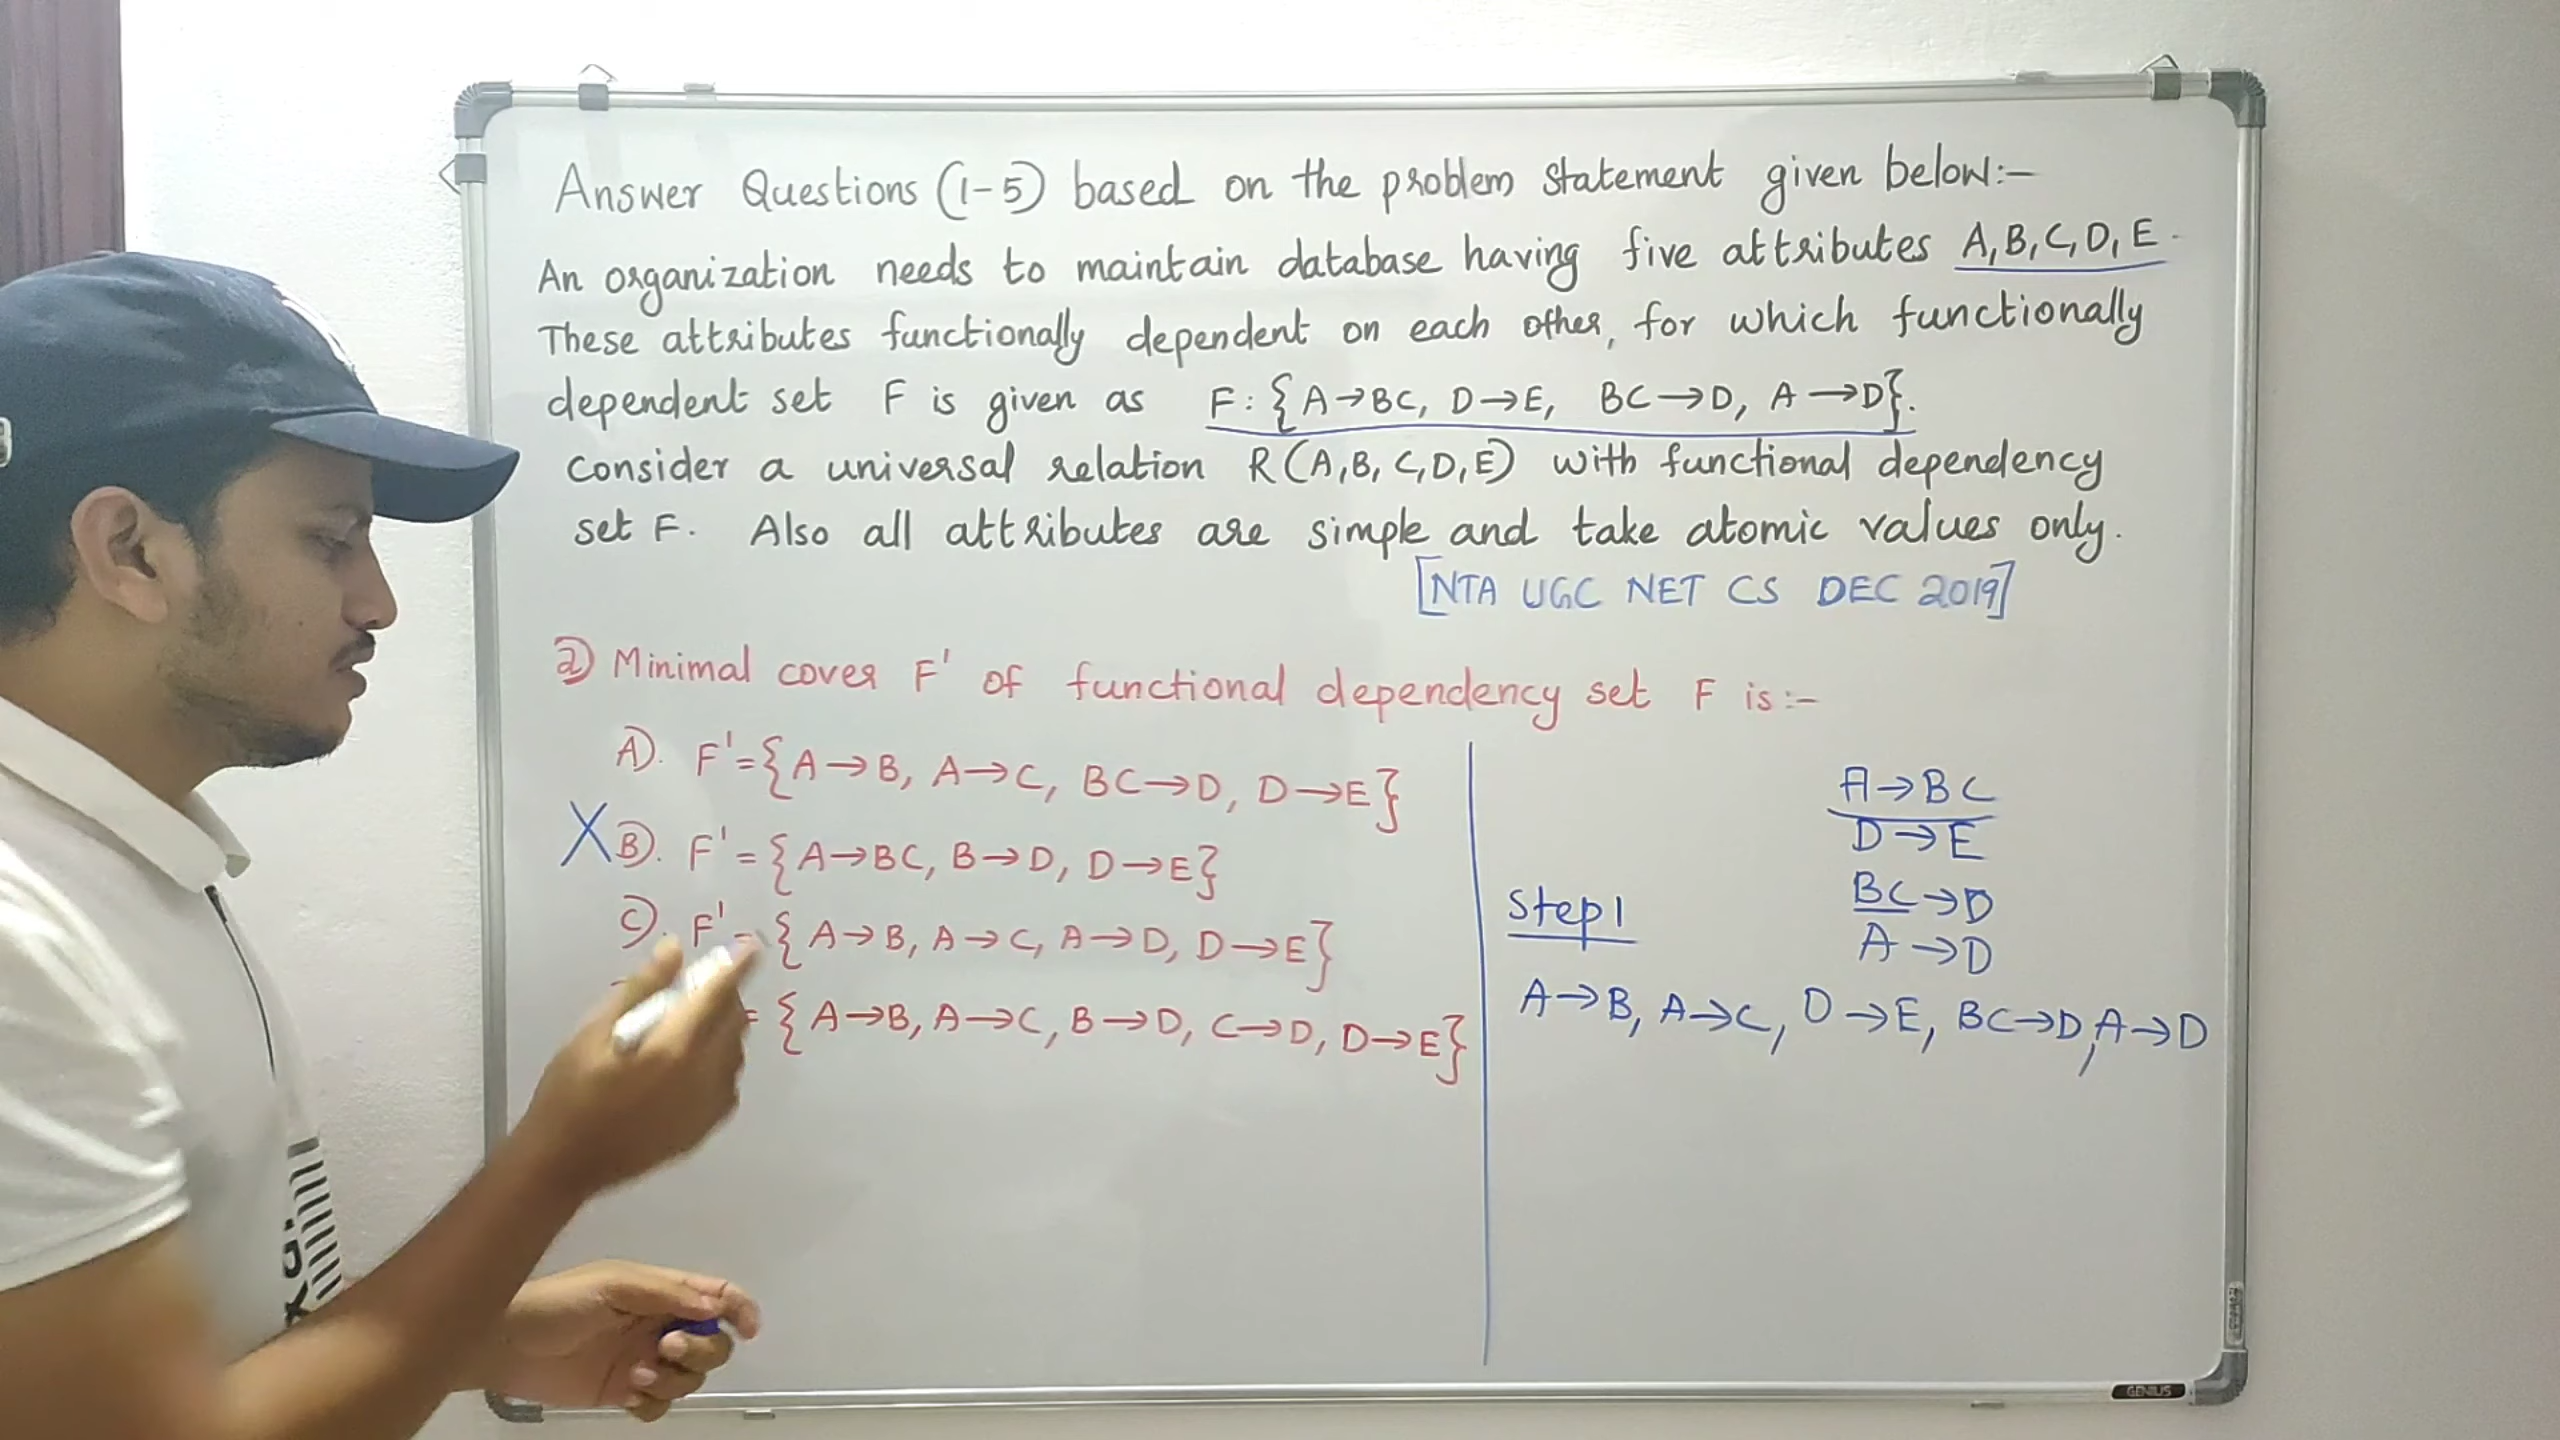 Answer Questions (1-5) based on the problem statement given below:-
An organization needs to maintain database having five attributes A, B, C, D, E.
These attributes functionally dependent on each other, for which functionally
dependent set F is given as F: {A→BC, D→E, BC→D, A→D}.
Consider a universal relation R(A,B,C,D,E) with functional dependency
set F. Also all attributes are simple and take atomic values only.
[NTA UGC NET CS DEC 2019]
2) Minimal cover F' of functional dependency set F is:-
A). F'={A→B, A→C, BC→D, D→E}
X B). F'={A→BC, B→D, D→E}
C). F'={A→B, A→C, A→D, D→E}
={A→B, A→C, B→D, C→D, D→E}
A→BC
D→E
BC→D
A→D
Step 1
A→B, A→C, D→E, BC→D, A→D
GENIUS